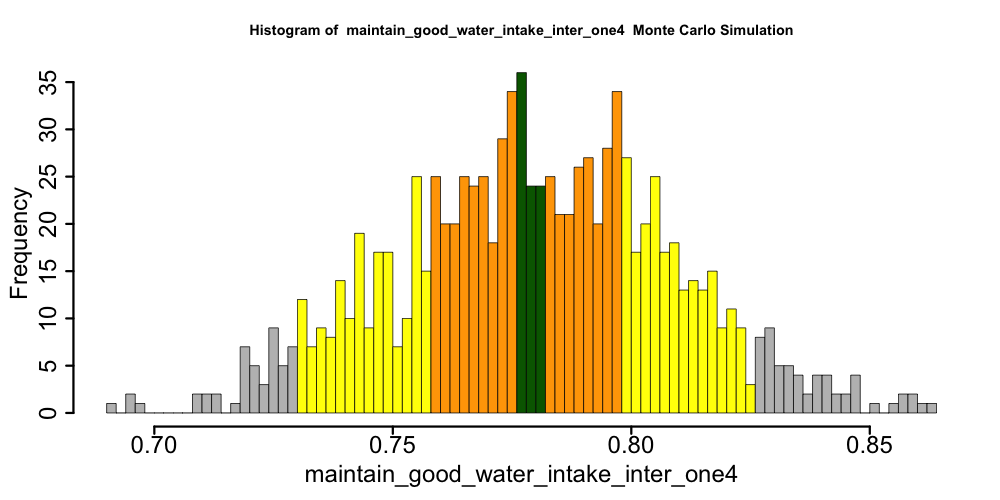 Histogram of maintain_good_water_intake_inter_one4 Monte Carlo Simulation
Frequency
35
30
25
20
15
10
5
0
0.70 0.75 0.80 0.85
maintain_good_water_intake_inter_one4